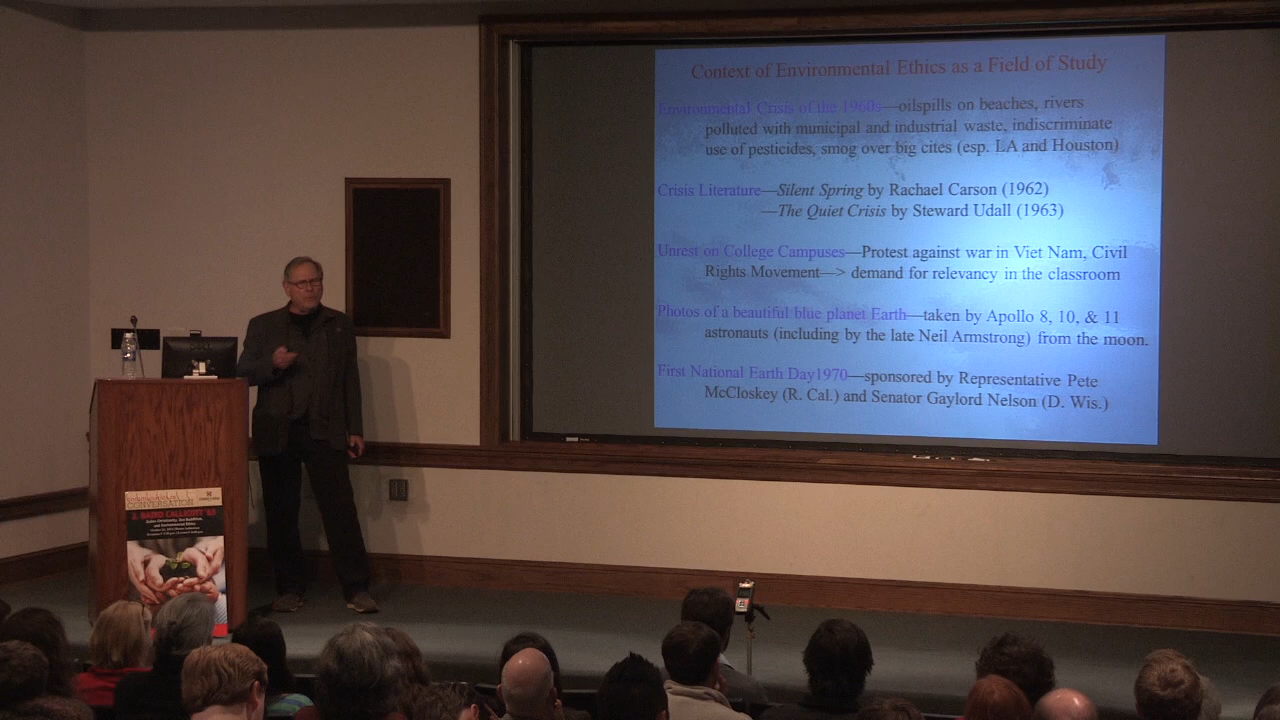 Context of Environmental Ethics as a Field of Study
Environmental Crisis of the 1960s—oilspills on beaches, rivers
polluted with municipal and industrial waste, indiscriminate
use of pesticides, smog over big cites (esp. LA and Houston)
Crisis Literature—Silent Spring by Rachael Carson (1962)
—The Quiet Crisis by Steward Udall (1963)
Unrest on College Campuses—Protest against war in Viet Nam, Civil
Rights Movement—> demand for relevancy in the classroom
Photos of a beautiful blue planet Earth—taken by Apollo 8, 10, & 11
astronauts (including by the late Neil Armstrong) from the moon.
First National Earth Day1970—sponsored by Representative Pete
McCloskey (R. Cal.) and Senator Gaylord Nelson (D. Wis.)
CONVERSATION
J. BAIRD CALLICOTT '63
and Environmental Ethics